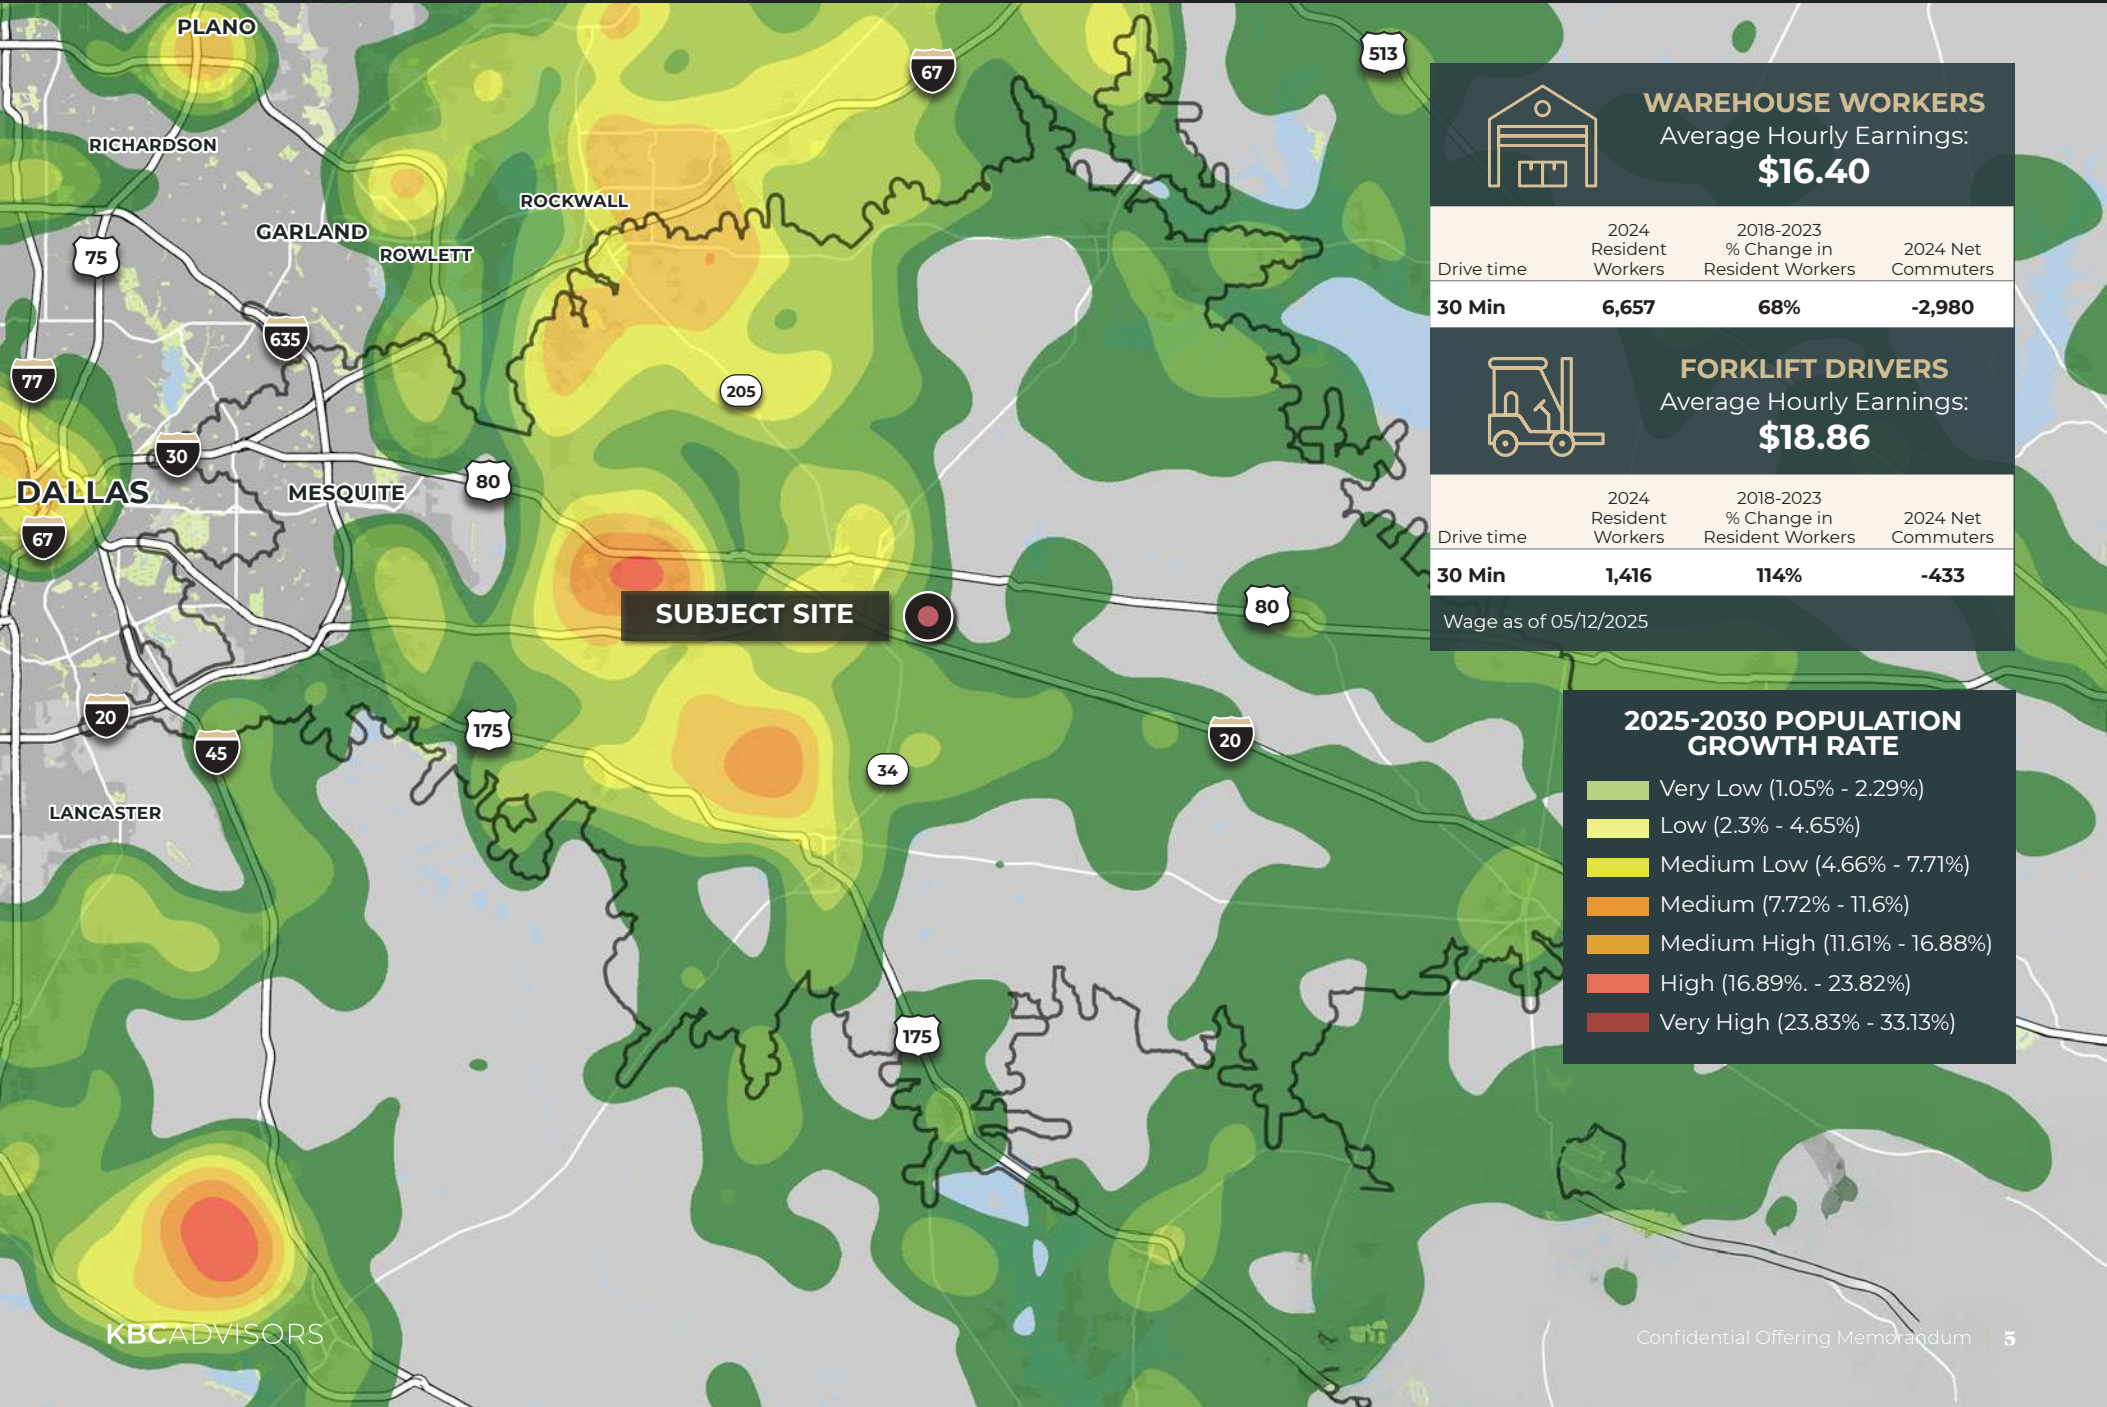 PLANO
67
513
RICHARDSON
ROCKWALL
GARLAND
ROWLETT
75
635
77
205
30
80
DALLAS
MESQUITE
67
SUBJECT SITE
80
20
175
45
20
34
LANCASTER
175
WAREHOUSE WORKERS
Average Hourly Earnings:
$16.40
Drive time 2024 Resident Workers 2018-2023 % Change in Resident Workers 2024 Net Commuters
30 Min 6,657 68% -2,980
FORKLIFT DRIVERS
Average Hourly Earnings:
$18.86
Drive time 2024 Resident Workers 2018-2023 % Change in Resident Workers 2024 Net Commuters
30 Min 1,416 114% -433
Wage as of 05/12/2025
2025-2030 POPULATION
GROWTH RATE
Very Low (1.05% - 2.29%)
Low (2.3% - 4.65%)
Medium Low (4.66% - 7.71%)
Medium (7.72% - 11.6%)
Medium High (11.61% - 16.88%)
High (16.89%. - 23.82%)
Very High (23.83% - 33.13%)
KBCADVISORS
Confidential Offering Memorandum 5